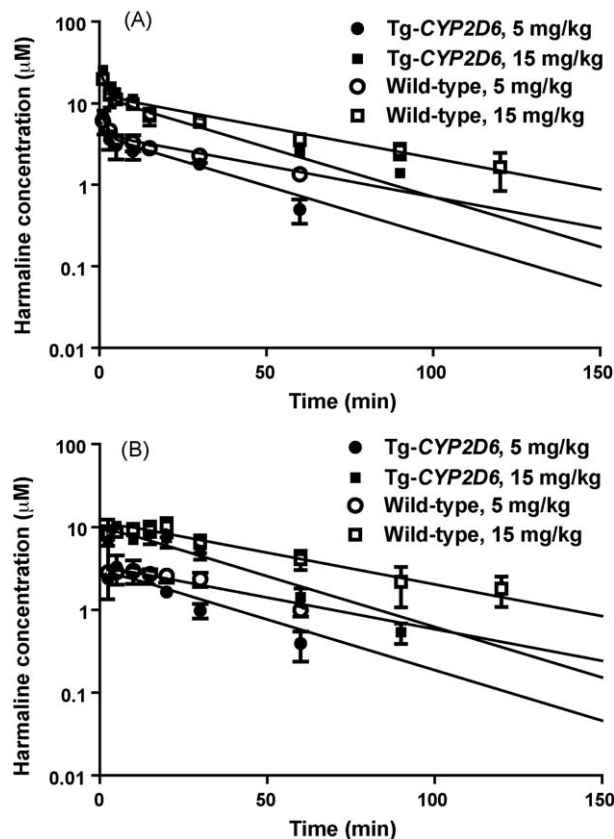 (A)
Tg-CYP2D6, 5 mg/kg
Tg-CYP2D6, 15 mg/kg
Wild-type, 5 mg/kg
Wild-type, 15 mg/kg
Harmaline concentration (μM)
100
10
1
0.1
0.01
0 50 100 150
Time (min)
(B)
Tg-CYP2D6, 5 mg/kg
Tg-CYP2D6, 15 mg/kg
Wild-type, 5 mg/kg
Wild-type, 15 mg/kg
Harmaline concentration (μM)
100
10
1
0.1
0.01
0 50 100 150
Time (min)